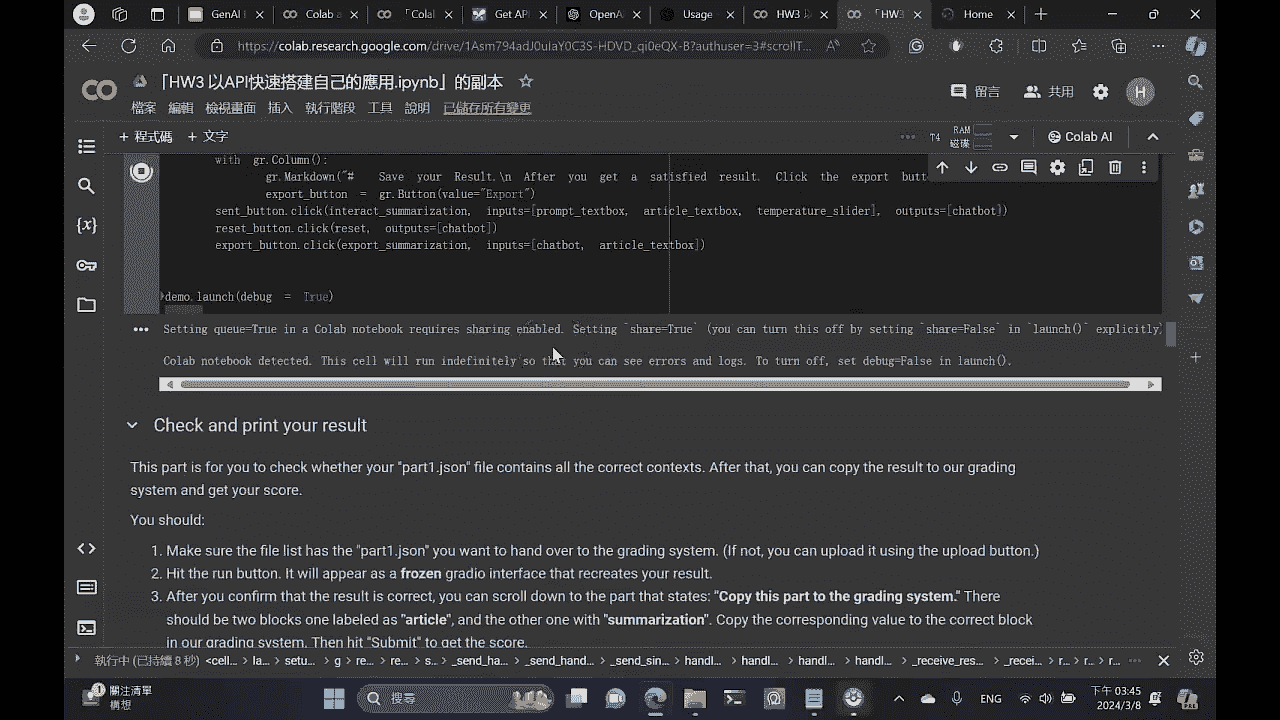 GenAI
Colab a
「Colal
Get API
OpenA
Usage
HW3
「HW3
Home
https://colab.research.google.com/drive/1Asm794adJ0uIaY0C3S-HDVD_qi0eQX-B?authuser=3#scrollT...
「HW3 以API快速搭建自己的應用.ipynb」的副本
檔案 編輯 檢視畫面 插入 執行階段 工具 說明 已儲存所有變更
留言 共用 H
+ 程式碼 + 文字
T4 RAM 磁碟 Colab AI
with gr.Column():
gr.Markdown("# Save your Result.\n After you get a satisfied result. Click the export butt
export_button = gr.Button(value="Export")
sent_button.click(interact_summarization, inputs=[prompt_textbox, article_textbox, temperature_slider], outputs=[chatbot])
reset_button.click(reset, outputs=[chatbot])
export_button.click(export_summarization, inputs=[chatbot, article_textbox])
demo.launch(debug = True)
Setting queue=True in a Colab notebook requires sharing enabled. Setting `share=True` (you can turn this off by setting `share=False` in `launch()` explicitly)
Colab notebook detected. This cell will run indefinitely so that you can see errors and logs. To turn off, set debug=False in launch().
Check and print your result
This part is for you to check whether your "part1.json" file contains all the correct contexts. After that, you can copy the result to our grading
system and get your score.
You should:
1. Make sure the file list has the "part1.json" you want to hand over to the grading system. (If not, you can upload it using the upload button.)
2. Hit the run button. It will appear as a frozen gradio interface that recreates your result.
3. After you confirm that the result is correct, you can scroll down to the part that states: "Copy this part to the grading system." There
should be two blocks one labeled as "article", and the other one with "summarization". Copy the corresponding value to the correct block
in our grading system. Then hit "Submit" to get the score.
執行中 (已持續 8 秒) <cell... > la... > setu... > g > re... > re... > s... > _send_ha... > _send_hand... > _send_sin... > handl... > handl... > handl... > handl... > _receive_res... > _recei... > r... > r... > r...
關注清單
構想
搜尋
ENG
下午 03:45
2024/3/8